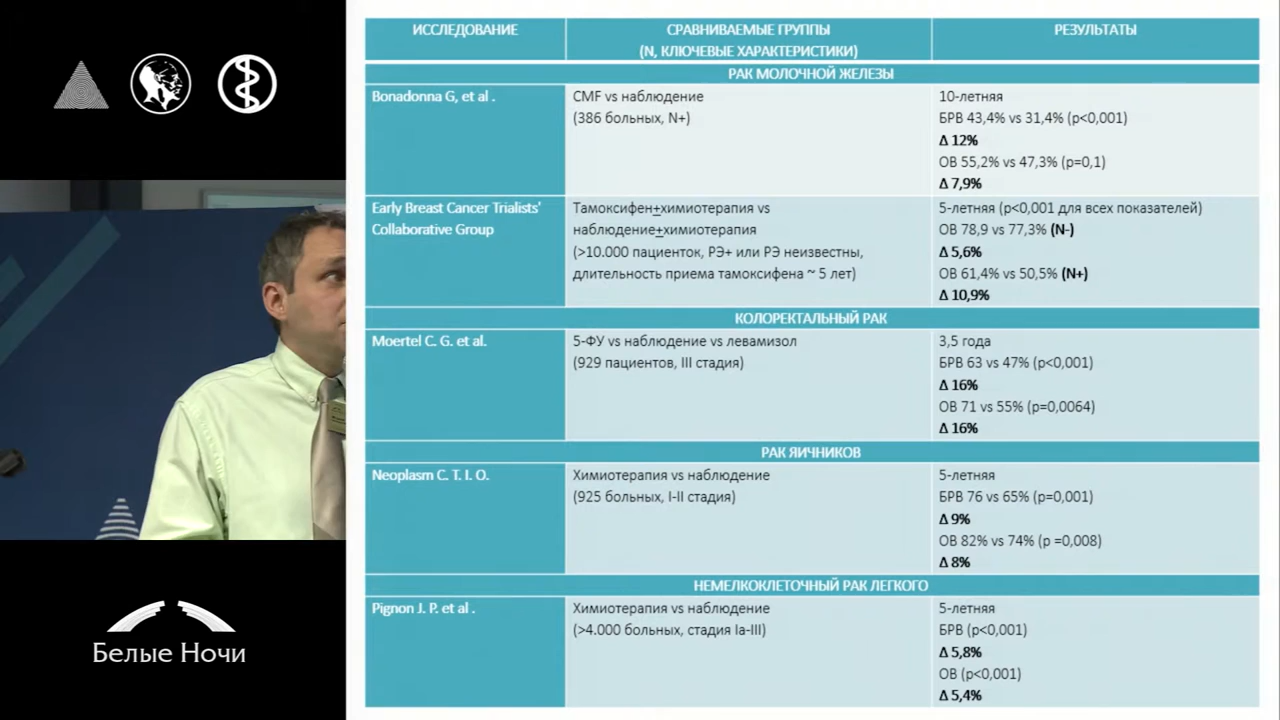 ИССЛЕДОВАНИЕ
СРАВНИВАЕМЫЕ ГРУППЫ
(N, КЛЮЧЕВЫЕ ХАРАКТЕРИСТИКИ)
РЕЗУЛЬТАТЫ
РАК МОЛОЧНОЙ ЖЕЛЕЗЫ
Bonadonna G, et al .
CMF vs наблюдение
(386 больных, N+)
10-летняя
БРВ 43,4% vs 31,4% (p<0,001)
Δ 12%
ОВ 55,2% vs 47,3% (p=0,1)
Δ 7,9%
Early Breast Cancer Trialists'
Collaborative Group
Тамоксифен±химиотерапия vs
наблюдение±химиотерапия
(>10.000 пациенток, РЭ+ или РЭ неизвестны,
длительность приема тамоксифена ~ 5 лет)
5-летняя (p<0,001 для всех показателей)
ОВ 78,9 vs 77,3% (N-)
Δ 5,6%
ОВ 61,4% vs 50,5% (N+)
Δ 10,9%
КОЛОРЕКТАЛЬНЫЙ РАК
Moertel C. G. et al.
5-ФУ vs наблюдение vs левамизол
(929 пациентов, III стадия)
3,5 года
БРВ 63 vs 47% (p<0,001)
Δ 16%
ОВ 71 vs 55% (p=0,0064)
Δ 16%
РАК ЯИЧНИКОВ
Neoplasm C. T. I. O.
Химиотерапия vs наблюдение
(925 больных, I-II стадия)
5-летняя
БРВ 76 vs 65% (p=0,001)
Δ 9%
ОВ 82% vs 74% (p =0,008)
Δ 8%
НЕМЕЛКОКЛЕТОЧНЫЙ РАК ЛЕГКОГО
Pignon J. P. et al .
Химиотерапия vs наблюдение
(>4.000 больных, стадия Ia-III)
5-летняя
БРВ (p<0,001)
Δ 5,8%
ОВ (p<0,001)
Δ 5,4%
Белые Ночи